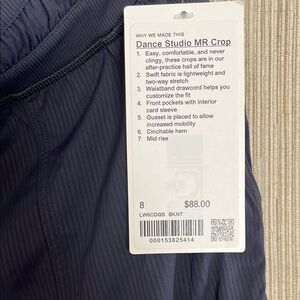 WHY WE MADE THIS
Dance Studio MR Crop
1. Easy, comfortable, and never
clingy, these crops are in our
after-practice hall of fame
2. Swift fabric is lightweight and
two-way stretch
3. Waistband drawcord helps you
customize the fit
4. Front pockets with interior
card sleeve
5. Gusset is placed to allow
increased mobility
6. Cinchable hem
7. Mid rise
8 $88.00
LW6CDQS BKNT
000153825414